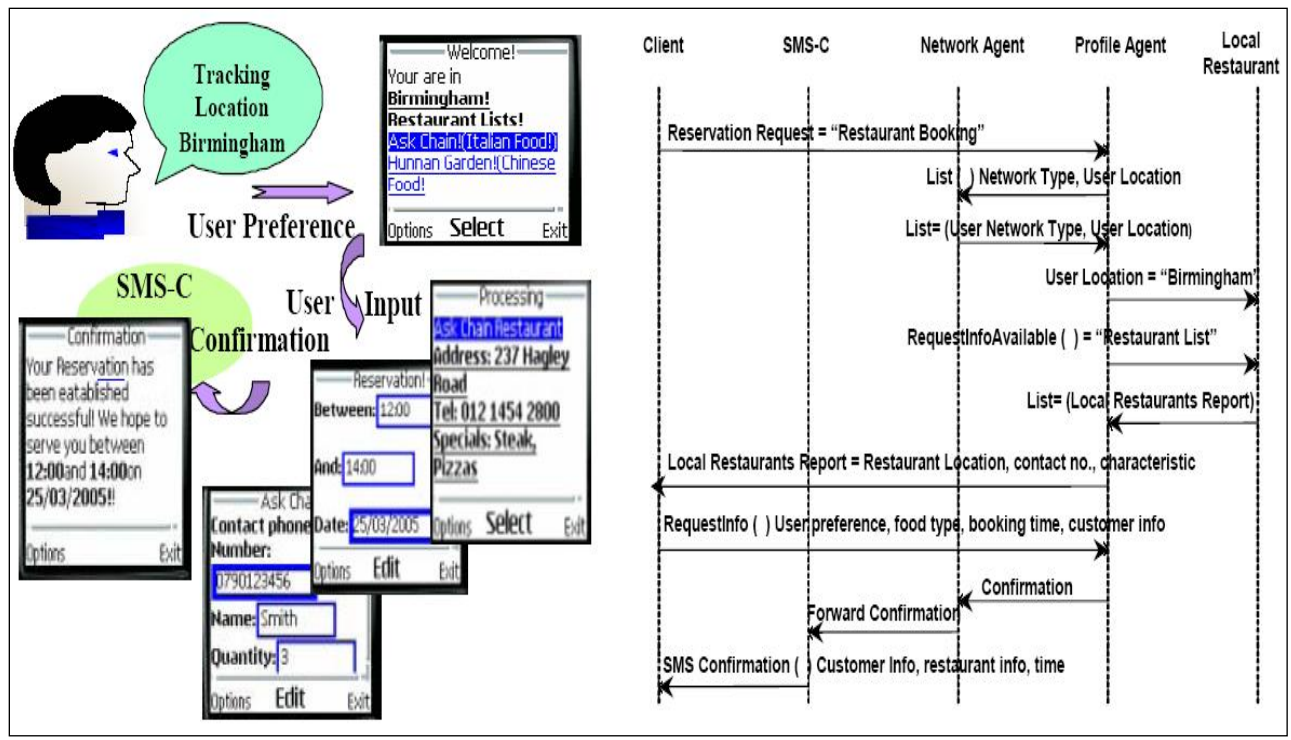 Tracking
Location
Birmingham
User Preference
Welcome!
Your are in
Birmingham!
Restaurant Lists!
Ask Chain!(Italian Food!)
Hunnan Garden!(Chinese
Food!
Options Select Exit
SMS-C
User Input
Confirmation
Confirmation
Your Reservation has
been eatablished
successful! We hope to
serve you between
12:00and 14:00on
25/03/2005!!
Options Exit
Ask Cha
Contact phone
Number:
0790123456
Name: Smith
Quantity: 3
Options Edit Exit
Reservation!
Between: 12:00
And: 14:00
Date: 25/03/2005
Options Edit Exit
Processing
Ask Chain Restaurant
Address: 237 Hagley
Road
Tel: 012 1454 2800
Specials: Steak,
Pizzas
Options Select Exit
Client SMS-C Network Agent Profile Agent Local
Restaurant
Reservation Request = “Restaurant Booking”
List ( ) Network Type, User Location
List= (User Network Type, User Location)
User Location = “Birmingham”
RequestInfoAvailable ( ) = “Restaurant List”
List= (Local Restaurants Report)
Local Restaurants Report = Restaurant Location, contact no., characteristic
RequestInfo ( ) User preference, food type, booking time, customer info
Confirmation
Forward Confirmation
SMS Confirmation ( ) Customer Info, restaurant info, time